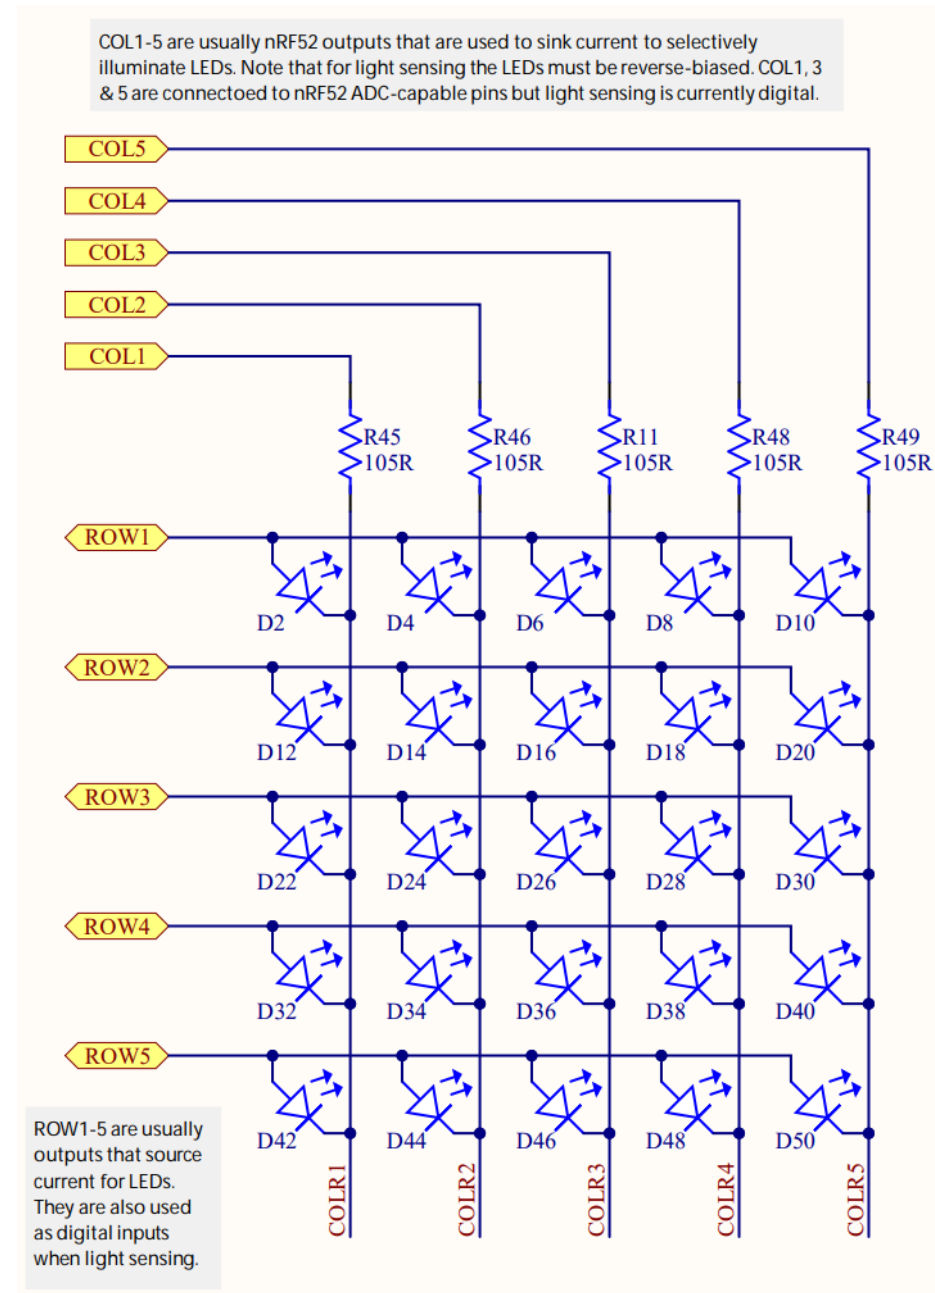 COL1-5 are usually nRF52 outputs that are used to sink current to selectively
illuminate LEDs. Note that for light sensing the LEDs must be reverse-biased. COL1, 3
& 5 are connectoed to nRF52 ADC-capable pins but light sensing is currently digital.
COL5
COL4
COL3
COL2
COL1
R45 R46 R11 R48 R49
105R 105R 105R 105R 105R
ROW1
D2 D4 D6 D8 D10
ROW2
D12 D14 D16 D18 D20
ROW3
D22 D24 D26 D28 D30
ROW4
D32 D34 D36 D38 D40
ROW5
D42 D44 D46 D48 D50
ROW1-5 are usually
outputs that source
current for LEDs.
They are also used
as digital inputs
when light sensing.
COLR1
COLR2
COLR3
COLR4
COLR5